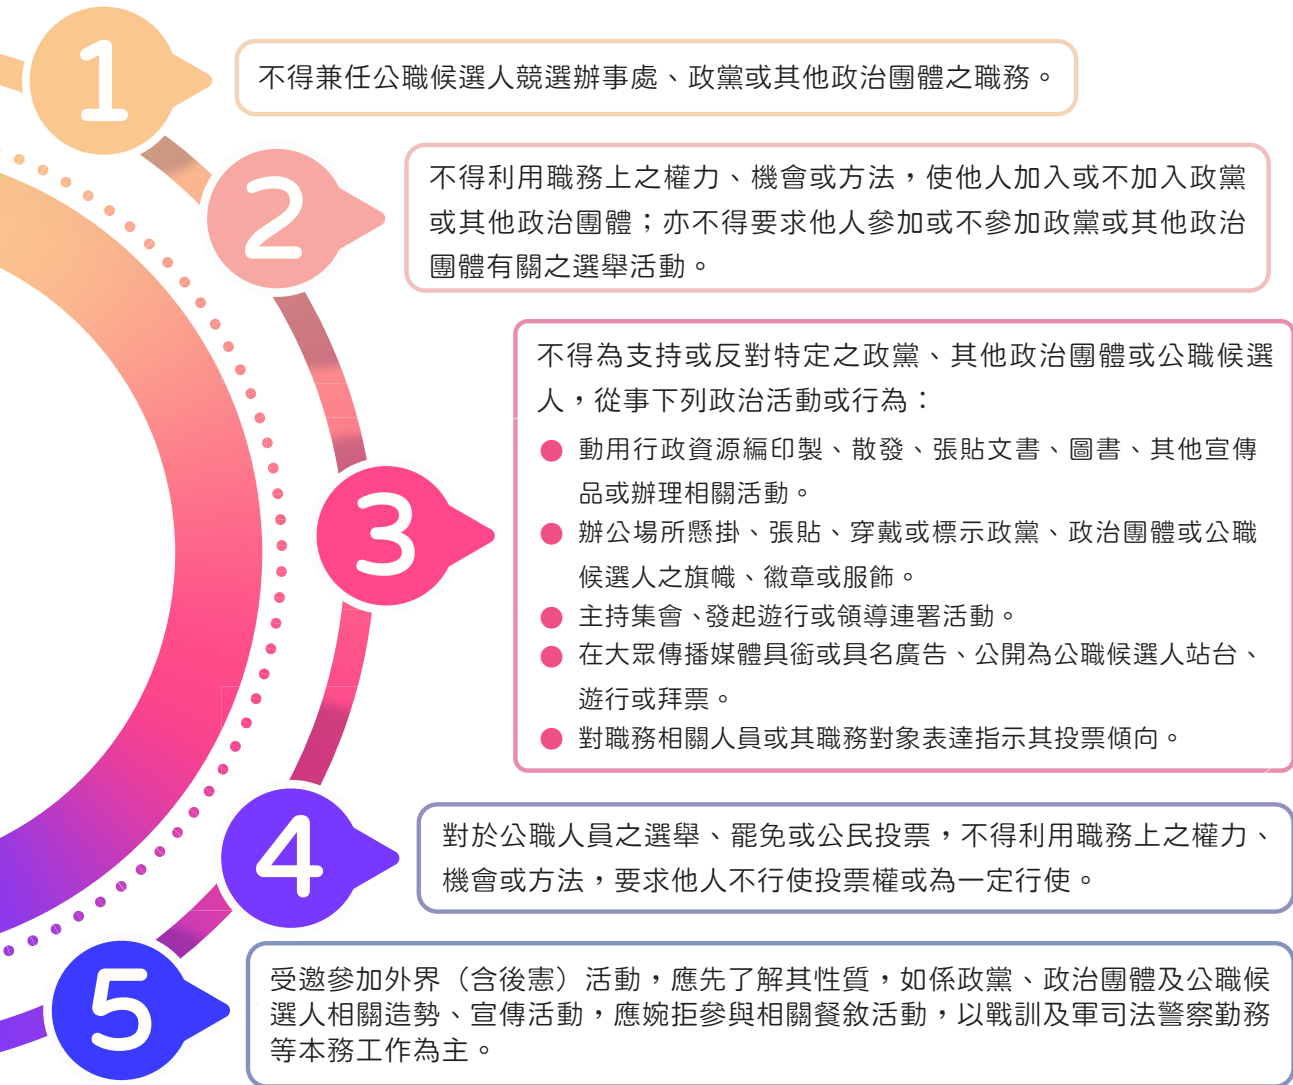 1
不得兼任公職候選人競選辦事處、政黨或其他政治團體之職務。
2
不得利用職務上之權力、機會或方法，使他人加入或不加入政黨
或其他政治團體；亦不得要求他人參加或不參加政黨或其他政治
團體有關之選舉活動。
3
不得為支持或反對特定之政黨、其他政治團體或公職候選
人，從事下列政治活動或行為：
● 動用行政資源編印製、散發、張貼文書、圖書、其他宣傳
品或辦理相關活動。
● 辦公場所懸掛、張貼、穿戴或標示政黨、政治團體或公職
候選人之旗幟、徽章或服飾。
● 主持集會、發起遊行或領導連署活動。
● 在大眾傳播媒體具銜或具名廣告、公開為公職候選人站台、
遊行或拜票。
● 對職務相關人員或其職務對象表達指示其投票傾向。
4
對於公職人員之選舉、罷免或公民投票，不得利用職務上之權力、
機會或方法，要求他人不行使投票權或為一定行使。
5
受邀參加外界（含後憲）活動，應先了解其性質，如係政黨、政治團體及公職候
選人相關造勢、宣傳活動，應婉拒參與相關餐敘活動，以戰訓及軍司法警察勤務
等本務工作為主。